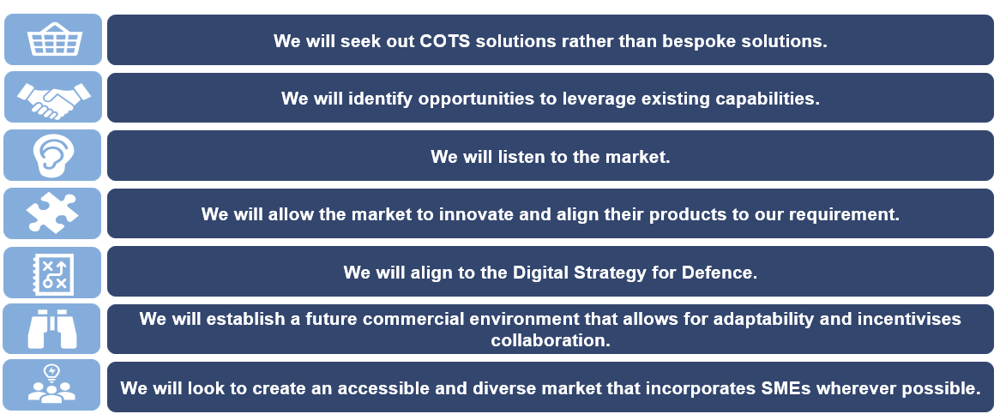 We will seek out COTS solutions rather than bespoke solutions.
We will identify opportunities to leverage existing capabilities.
We will listen to the market.
We will allow the market to innovate and align their products to our requirement.
We will align to the Digital Strategy for Defence.
We will establish a future commercial environment that allows for adaptability and incentivises
collaboration.
We will look to create an accessible and diverse market that incorporates SMEs wherever possible.